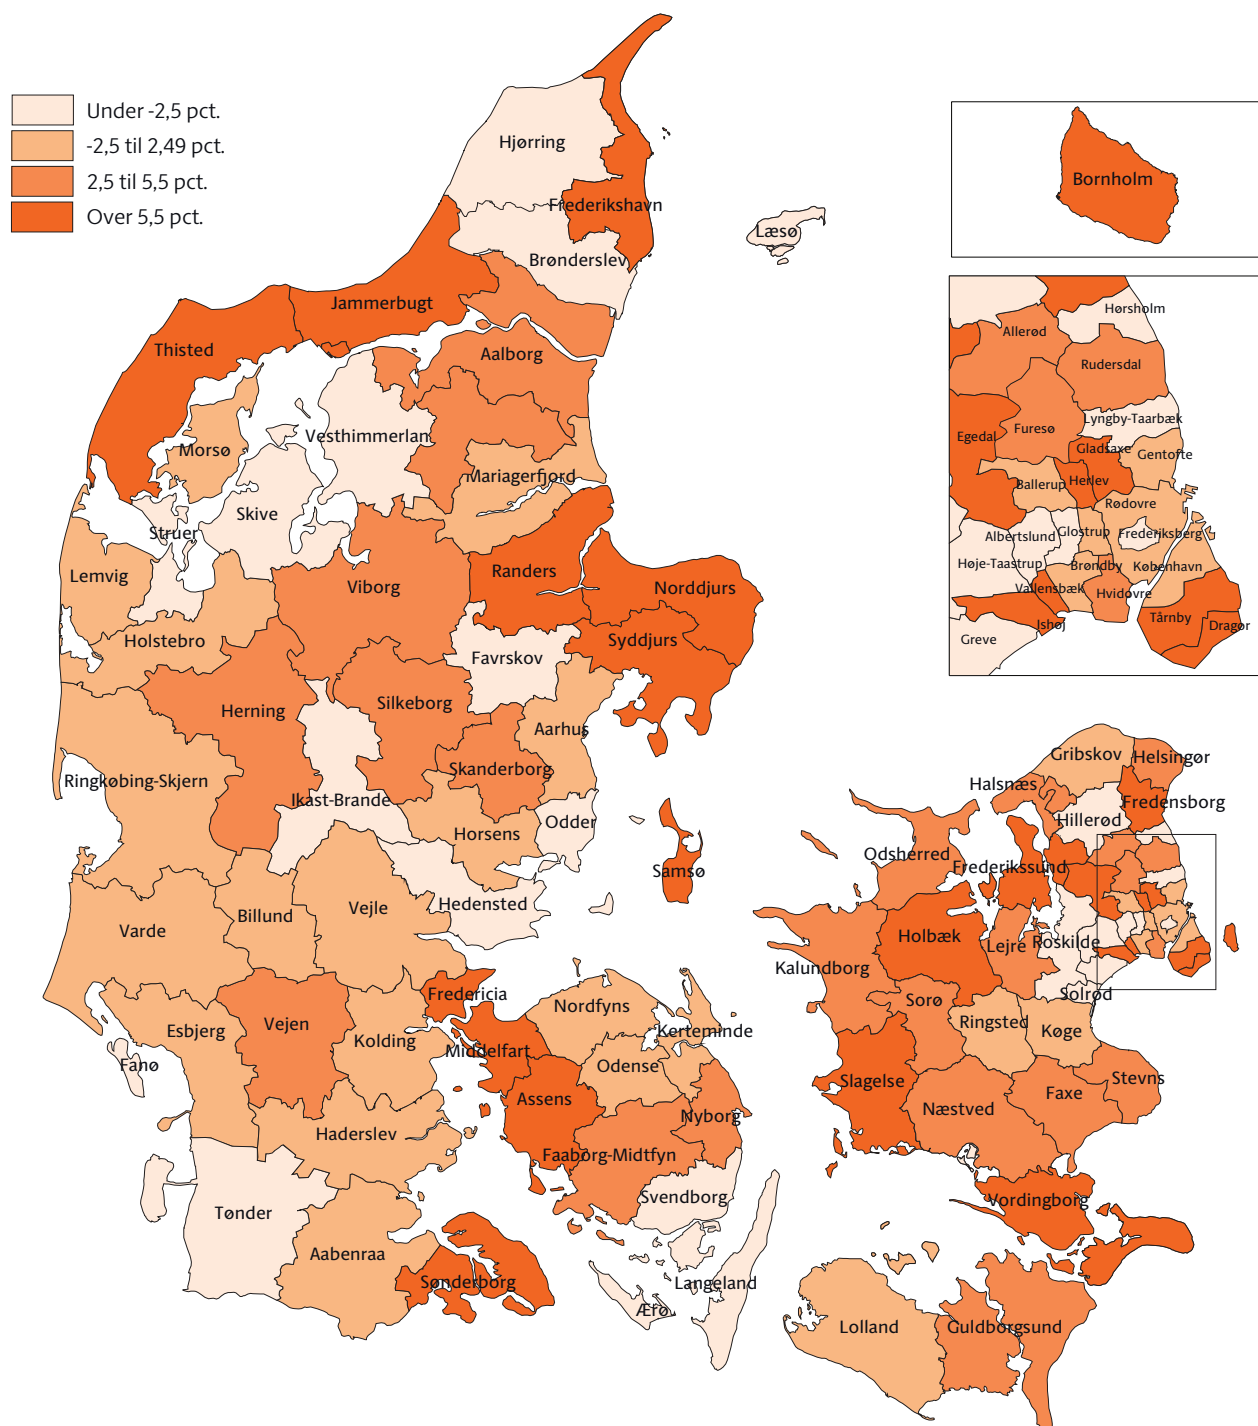 Under -2,5 pct.
-2,5 til 2,49 pct.
2,5 til 5,5 pct.
Over 5,5 pct.
Hjørring
Frederikshavn
Læsø
Brønderslev
Jammerbugt
Thisted
Aalborg
Vesthimmerlan
Morsø
Mariagerfjord
Skive
Struer
Lemvig
Viborg
Randers
Norddjurs
Holstebro
Syddjurs
Favrskov
Herning
Silkeborg
Aarhus
Skanderborg
Ringkøbing-Skjern
Ikast-Brande
Horsens
Odder
Samsø
Hedensted
Vejle
Billund
Varde
Fredericia
Nordfyns
Vejen
Esbjerg
Kolding
Kerteminde
Middelfart
Fanø
Odense
Assens
Nyborg
Haderslev
Faaborg-Midtfyn
Svendborg
Tønder
Aabenraa
Sønderborg
Langeland
Ærø
Bornholm
Hørsholm
Allerød
Rudersdal
Lyngby-Taarbæk
Furesø
Egedal
Gladsaxe
Gentofte
Ballerup
Herlev
Rødovre
Albertslund
Glostrup
Frederiksberg
Høje-Taastrup
Brøndby
København
Vallensbæk
Hvidovre
Ishøj
Tårnby
Dragør
Greve
Gribskov
Helsingør
Halsnæs
Fredensborg
Hillerød
Odsherred
Frederikssund
Holbæk
Lejre
Roskilde
Kalundborg
Solrød
Sorø
Ringsted
Køge
Slagelse
Stevns
Faxe
Næstved
Vordingborg
Lolland
Guldborgsund